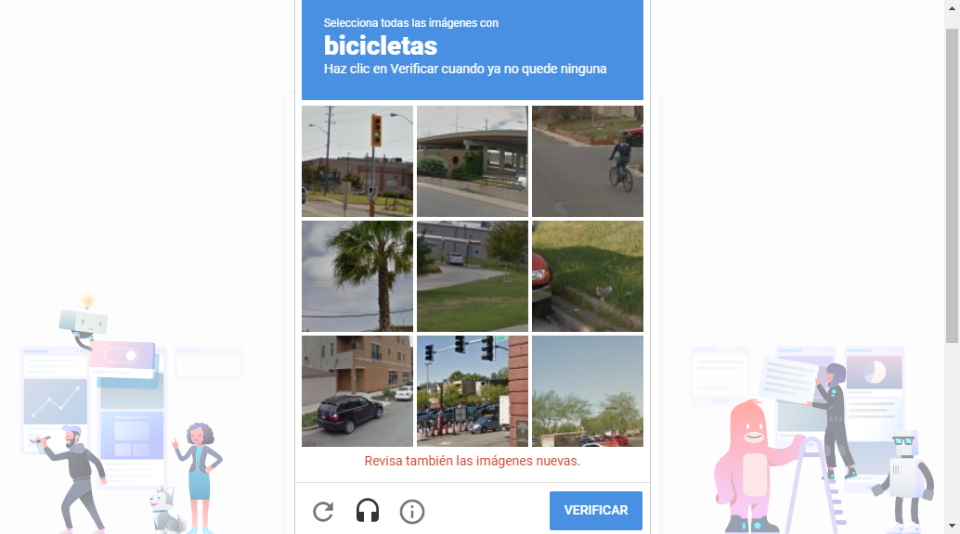 Selecciona todas las imágenes con
bicicletas
Haz clic en Verificar cuando ya no quede ninguna
Revisa también las imágenes nuevas.
VERIFICAR